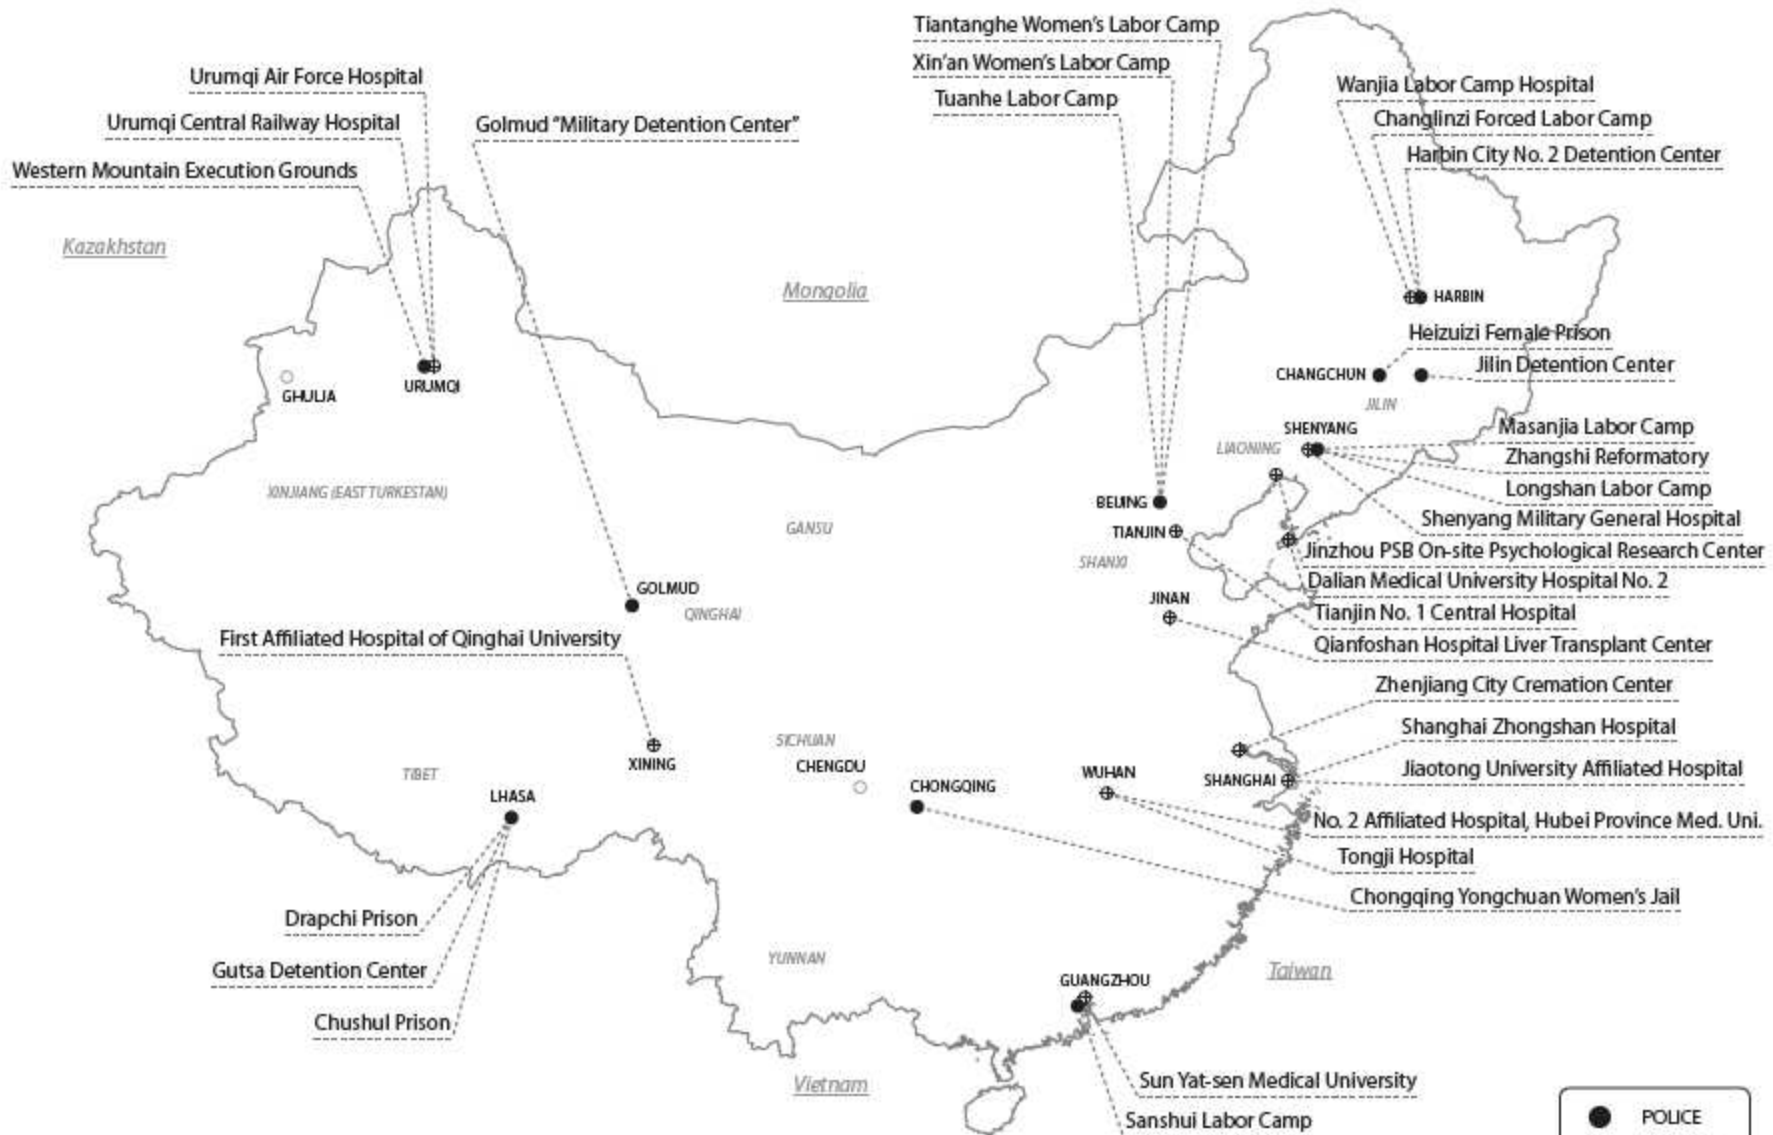 Tiantanghe Women's Labor Camp
Xin'an Women's Labor Camp
Tuanhe Labor Camp
Urumqi Air Force Hospital
Urumqi Central Railway Hospital
Western Mountain Execution Grounds
Golmud “Military Detention Center”
Wanjia Labor Camp Hospital
Changlinzi Forced Labor Camp
Harbin City No. 2 Detention Center
Kazakhstan
Mongolia
HARBIN
Heizuizi Female Prison
Jilin Detention Center
CHANGCHUN
JILIN
GHULJA
URUMQI
SHENYANG
LIAONING
Masanjia Labor Camp
Zhangshi Reformatory
Longshan Labor Camp
Shenyang Military General Hospital
Jinzhou PSB On-site Psychological Research Center
Dalian Medical University Hospital No. 2
Tianjin No. 1 Central Hospital
Qianfoshan Hospital Liver Transplant Center
XINJIANG (EAST TURKESTAN)
GANSU
BEIJING
TIANJIN
SHANXI
JINAN
GOLMUD
QINGHAI
First Affiliated Hospital of Qinghai University
Zhenjiang City Cremation Center
Shanghai Zhongshan Hospital
Jiaotong University Affiliated Hospital
No. 2 Affiliated Hospital, Hubei Province Med. Uni.
Tongji Hospital
Chongqing Yongchuan Women's Jail
TIBET
XINING
SICHUAN
CHENGDU
CHONGQING
WUHAN
SHANGHAI
LHASA
Drapchi Prison
Gutsa Detention Center
Chushul Prison
YUNNAN
GUANGZHOU
Taiwan
Vietnam
Sun Yat-sen Medical University
Sanshui Labor Camp
POLICE